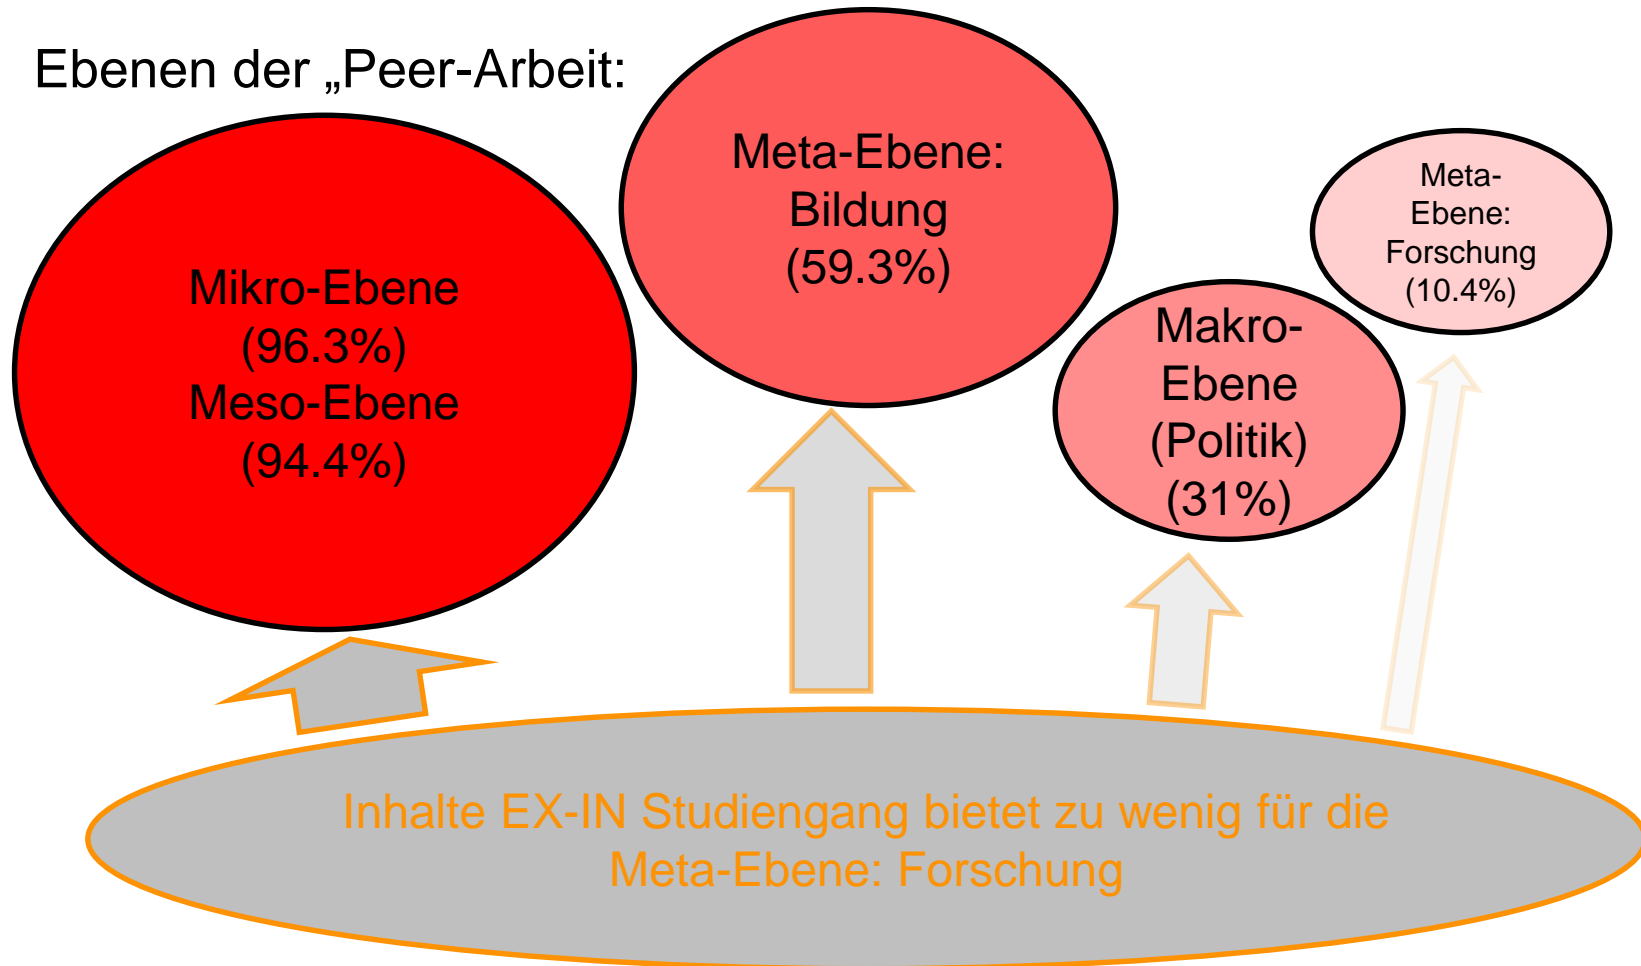 Ebenen der „Peer-Arbeit:
Mikro-Ebene
(96.3%)
Meso-Ebene
(94.4%)
Meta-Ebene:
Bildung
(59.3%)
Makro-
Ebene
(Politik)
(31%)
Meta-
Ebene:
Forschung
(10.4%)
Inhalte EX-IN Studiengang bietet zu wenig für die
Meta-Ebene: Forschung